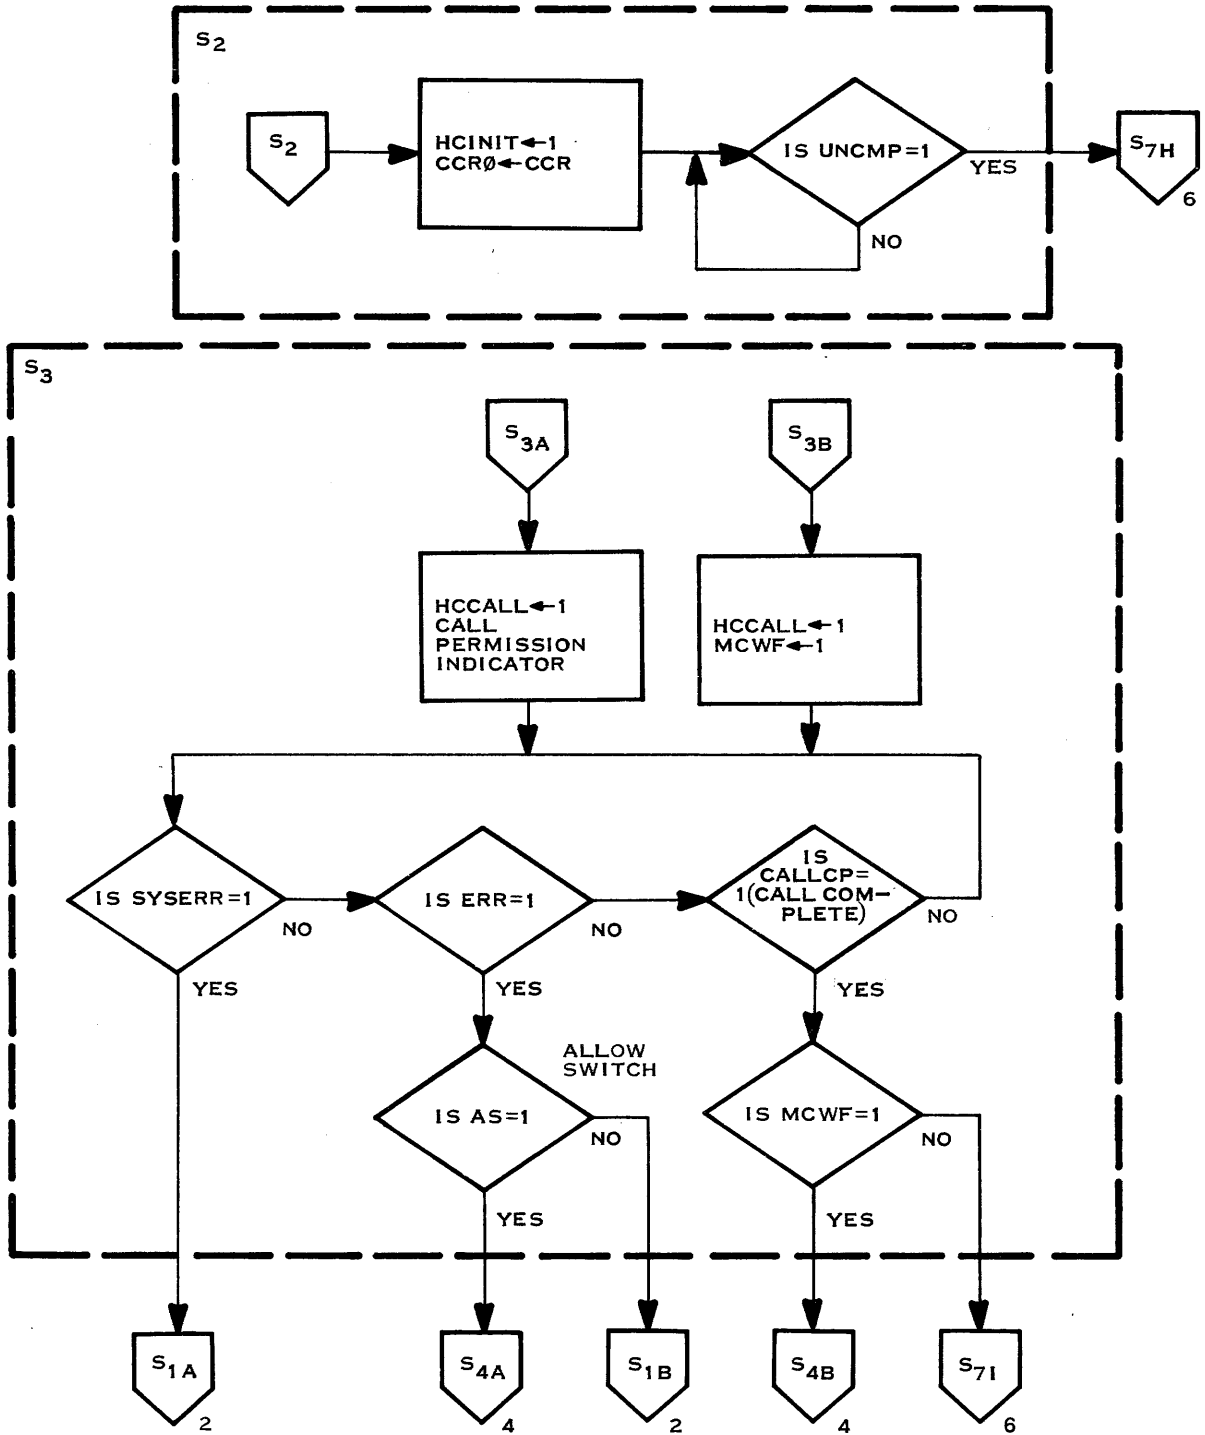 S2
S2
HCINIT←1
CCRØ←CCR
IS UNCMP=1
YES
NO
S7H
6
S3
S3A
S3B
HCCALL←1
CALL
PERMISSION
INDICATOR
HCCALL←1
MCWF←1
IS SYSERR=1
NO
YES
IS ERR=1
NO
YES
IS
CALLCP=
1(CALL COM-
PLETE)
NO
YES
ALLOW
SWITCH
IS AS=1
NO
YES
IS MCWF=1
NO
YES
S1A
2
S4A
4
S1B
2
S4B
4
S7I
6